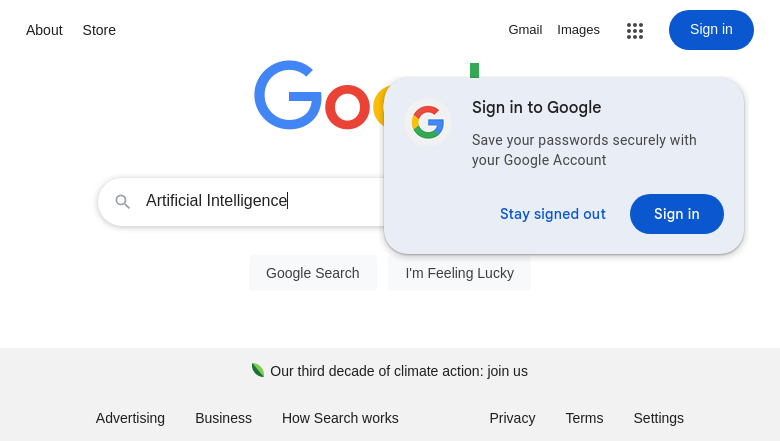 About Store Gmail Images Sign in
Goo
Sign in to Google
Save your passwords securely with
your Google Account
Artificial Intelligence
Stay signed out Sign in
Google Search I'm Feeling Lucky
Our third decade of climate action: join us
Advertising Business How Search works Privacy Terms Settings